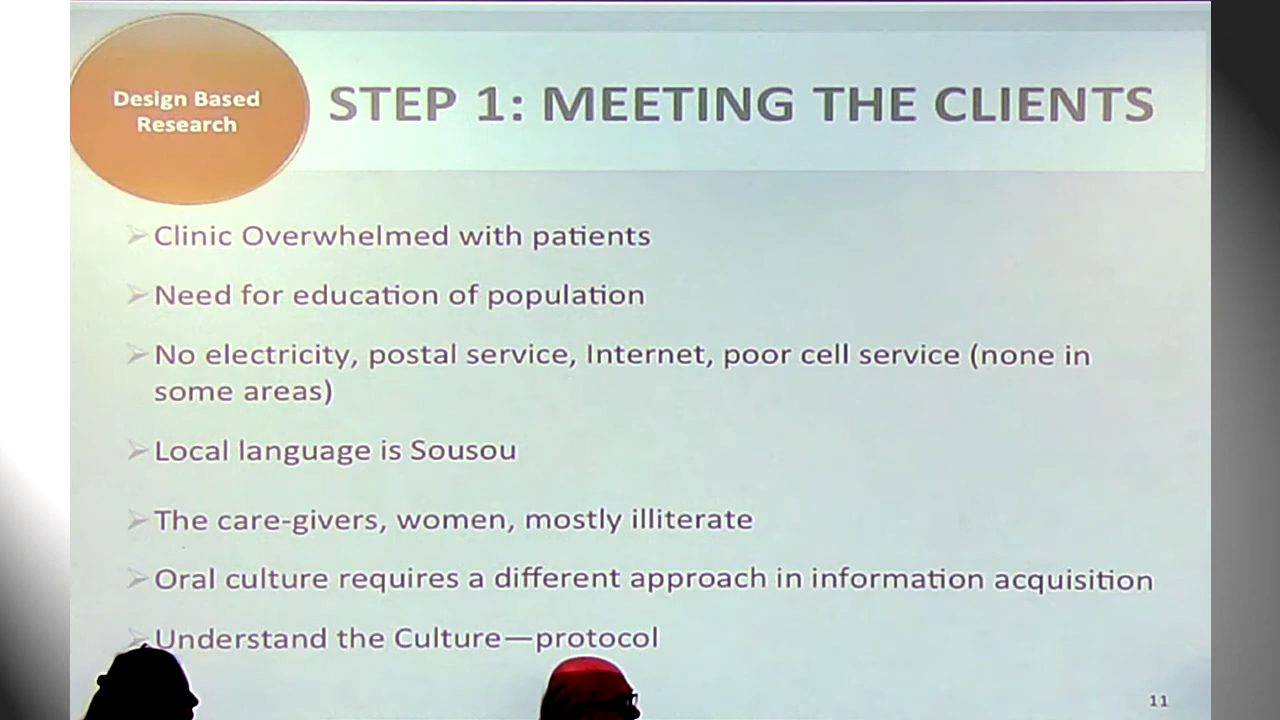 Design Based
Research
STEP 1: MEETING THE CLIENTS
Clinic Overwhelmed with patients
Need for education of population
No electricity, postal service, Internet, poor cell service (none in
some areas)
Local language is Sousou
The care-givers, women, mostly illiterate
Oral culture requires a different approach in information acquisition
Understand the Culture—protocol
11